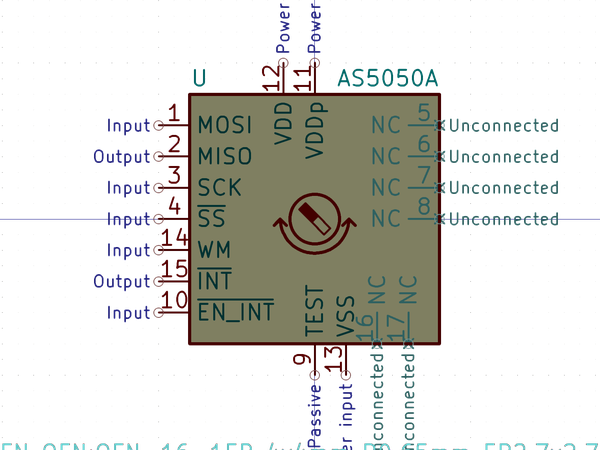 Power
Power
12
11
U
AS5050A
VDD
VDDp
Input 1 MOSI
Output 2 MISO
Input 3 SCK
Input 4 SS
Input 14 WM
Output 15 INT
Input 10 EN_INT
NC 5 Unconnected
NC 6 Unconnected
NC 7 Unconnected
NC 8 Unconnected
TEST
VSS
16 NC
17 NC
9
13
Passive
input